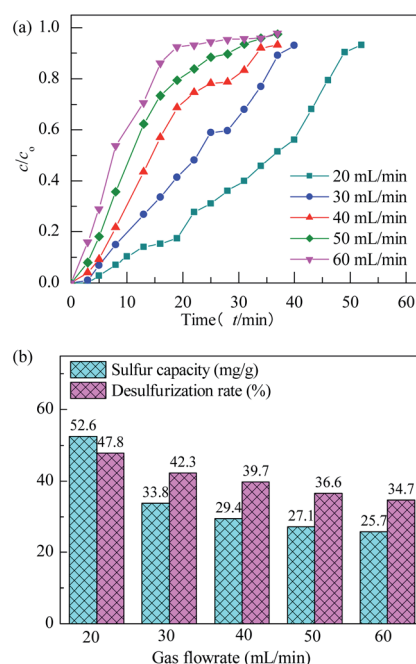 (a)
1.0
0.8
0.6
0.4
0.2
0.0
c/c₀
20 mL/min
30 mL/min
40 mL/min
50 mL/min
60 mL/min
0 10 20 30 40 50 60
Time( t/min)
(b)
Sulfur capacity (mg/g)
Desulfurization rate (%)
60
40
20
0
52.6
47.8
33.8
42.3
29.4
39.7
27.1
36.6
25.7
34.7
20 30 40 50 60
Gas flowrate (mL/min)